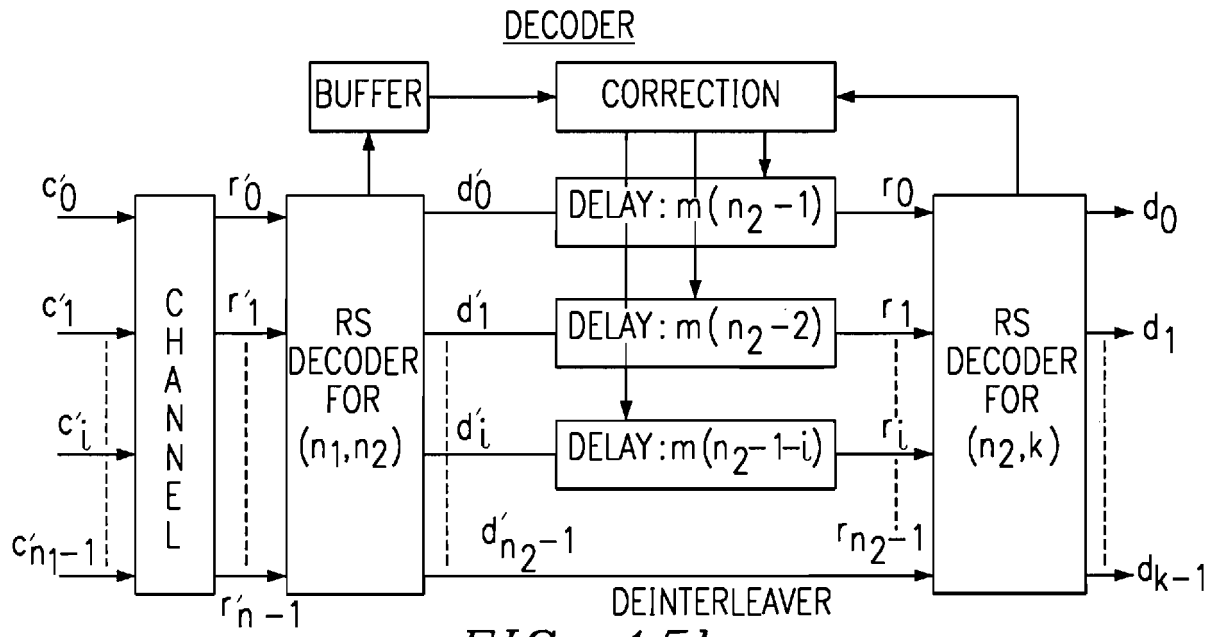 DECODER
BUFFER
CORRECTION
c'0
r'0
d'0
DELAY: m(n2-1)
r0
d0
c'1
r'1
d'1
DELAY: m(n2-2)
r1
d1
CHANNEL
RS
DECODER
FOR
(n1,n2)
RS
DECODER
FOR
(n2,k)
c'i
d'i
DELAY: m(n2-1-i)
ri
c'n1-1
r'n-1
d'n2-1
rn2-1
dk-1
DEINTERLEAVER